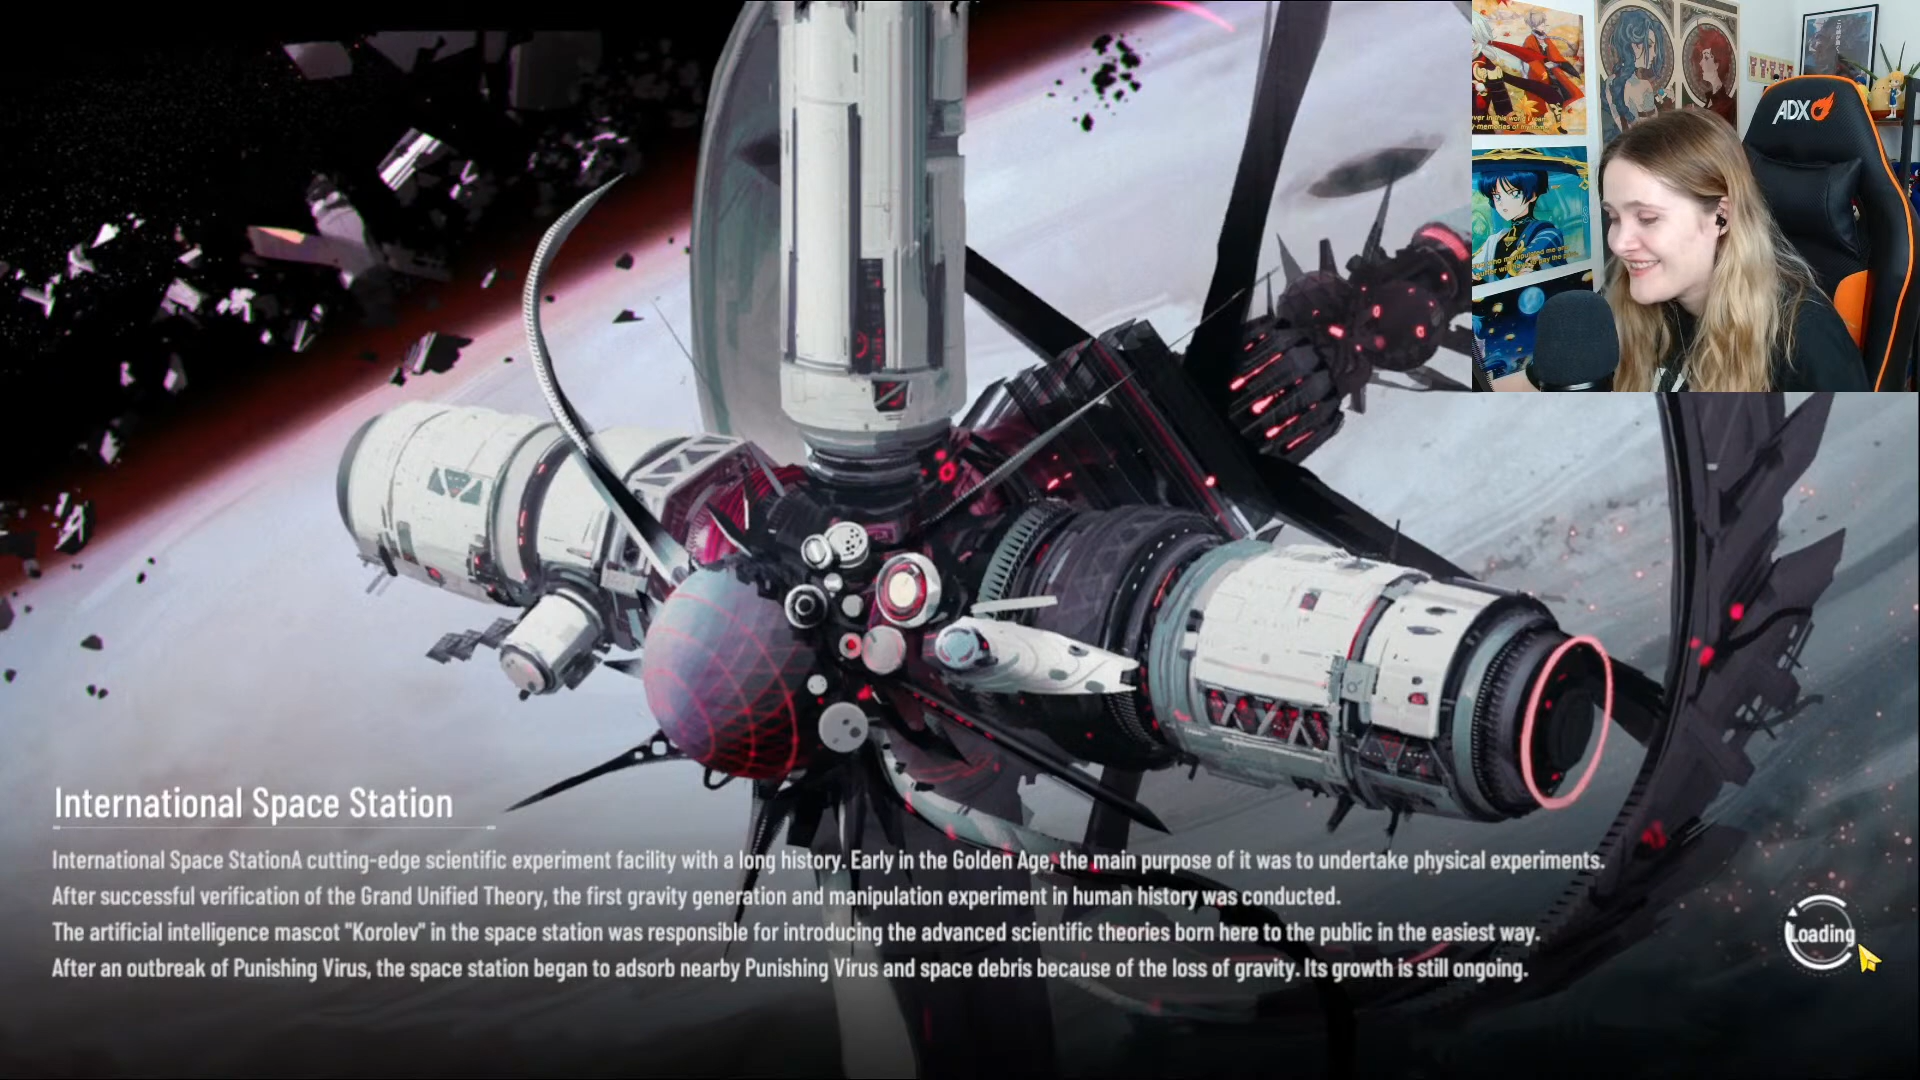 ADX
International Space Station
International Space StationA cutting-edge scientific experiment facility with a long history. Early in the Golden Age, the main purpose of it was to undertake physical experiments.
After successful verification of the Grand Unified Theory, the first gravity generation and manipulation experiment in human history was conducted.
The artificial intelligence mascot "Korolev" in the space station was responsible for introducing the advanced scientific theories born here to the public in the easiest way.
After an outbreak of Punishing Virus, the space station began to adsorb nearby Punishing Virus and space debris because of the loss of gravity. Its growth is still ongoing.
Loading